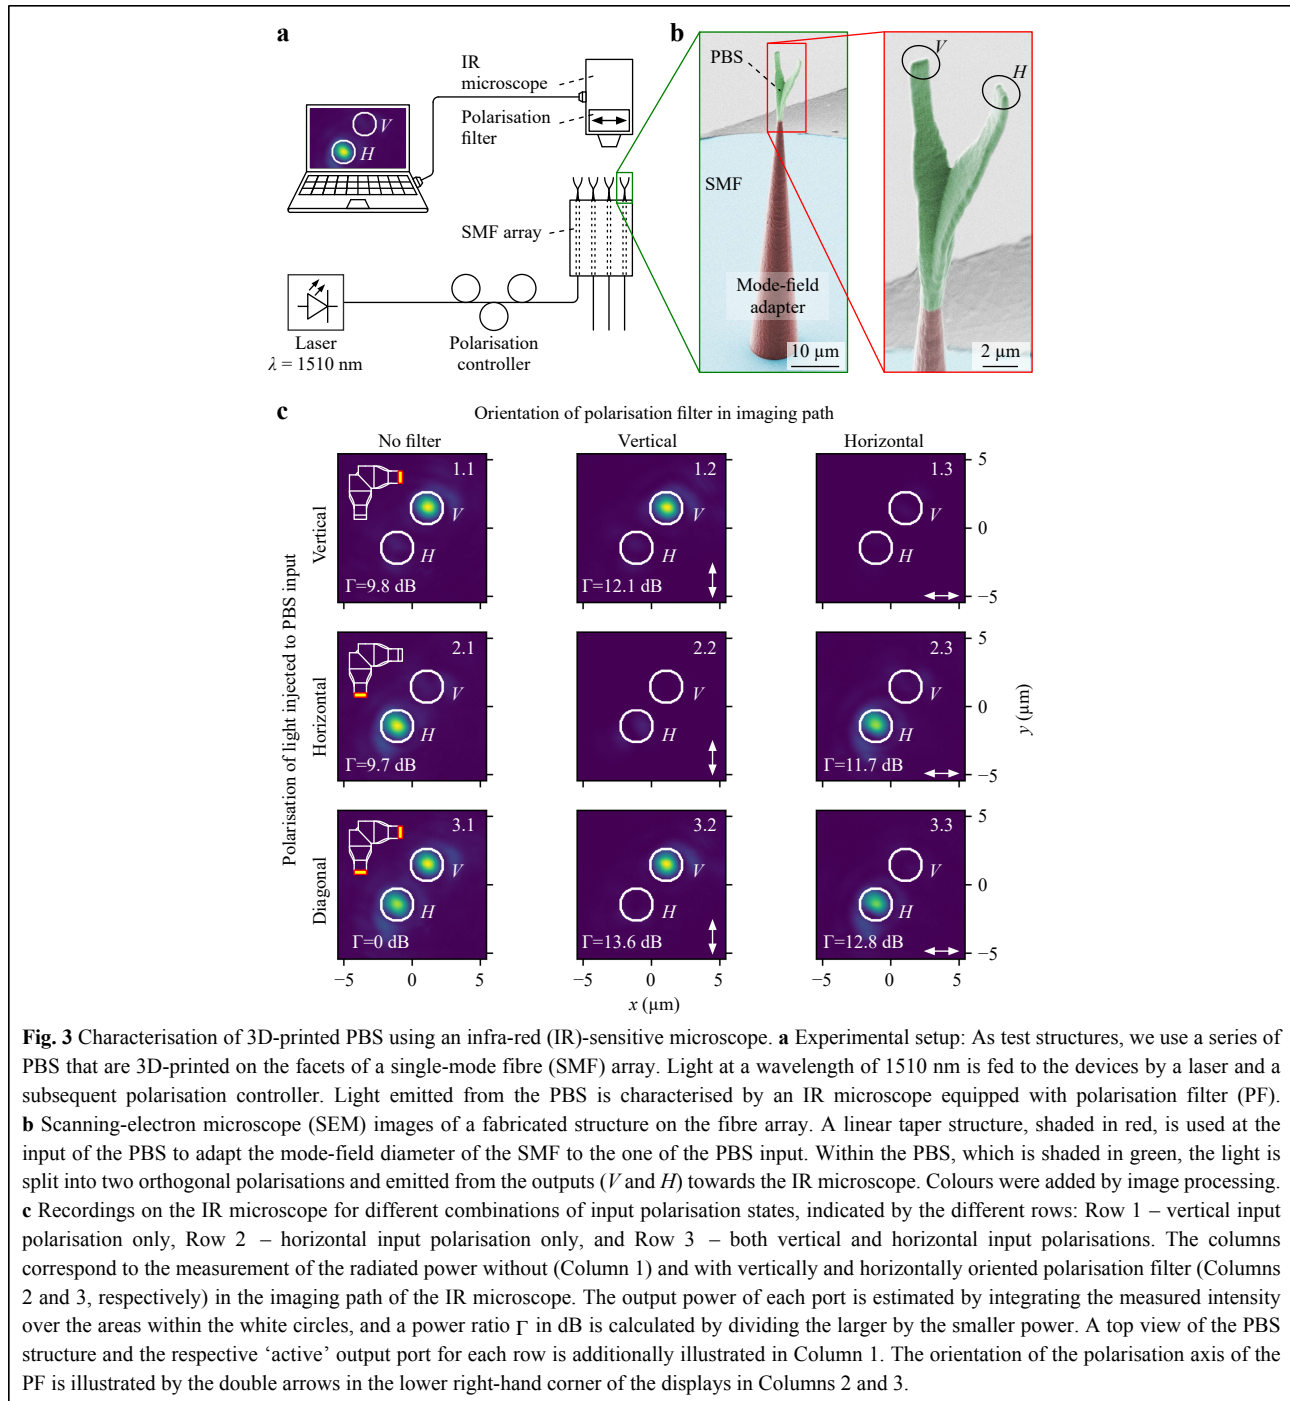 a
IR
microscope
Polarisation
filter
V
H
SMF array
Laser
λ = 1510 nm
Polarisation
controller
b
PBS
SMF
Mode-field
adapter
10 μm
V
H
2 μm
c
Orientation of polarisation filter in imaging path
No filter
Vertical
Horizontal
Polarisation of light injected to PBS input
Vertical
1.1
V
H
Γ=9.8 dB
1.2
V
H
Γ=12.1 dB
1.3
V
H
5
0
−5
Horizontal
2.1
V
H
Γ=9.7 dB
2.2
V
H
2.3
V
H
Γ=11.7 dB
5
0
−5
y (μm)
Diagonal
3.1
V
H
Γ=0 dB
3.2
V
H
Γ=13.6 dB
3.3
V
H
Γ=12.8 dB
5
0
−5
−5 0 5
−5 0 5
−5 0 5
x (μm)
Fig. 3 Characterisation of 3D-printed PBS using an infra-red (IR)-sensitive microscope. a Experimental setup: As test structures, we use a series of
PBS that are 3D-printed on the facets of a single-mode fibre (SMF) array. Light at a wavelength of 1510 nm is fed to the devices by a laser and a
subsequent polarisation controller. Light emitted from the PBS is characterised by an IR microscope equipped with polarisation filter (PF).
b Scanning-electron microscope (SEM) images of a fabricated structure on the fibre array. A linear taper structure, shaded in red, is used at the
input of the PBS to adapt the mode-field diameter of the SMF to the one of the PBS input. Within the PBS, which is shaded in green, the light is
split into two orthogonal polarisations and emitted from the outputs (V and H) towards the IR microscope. Colours were added by image processing.
c Recordings on the IR microscope for different combinations of input polarisation states, indicated by the different rows: Row 1 – vertical input
polarisation only, Row 2 – horizontal input polarisation only, and Row 3 – both vertical and horizontal input polarisations. The columns
correspond to the measurement of the radiated power without (Column 1) and with vertically and horizontally oriented polarisation filter (Columns
2 and 3, respectively) in the imaging path of the IR microscope. The output power of each port is estimated by integrating the measured intensity
over the areas within the white circles, and a power ratio Γ in dB is calculated by dividing the larger by the smaller power. A top view of the PBS
structure and the respective ‘active’ output port for each row is additionally illustrated in Column 1. The orientation of the polarisation axis of the
PF is illustrated by the double arrows in the lower right-hand corner of the displays in Columns 2 and 3.